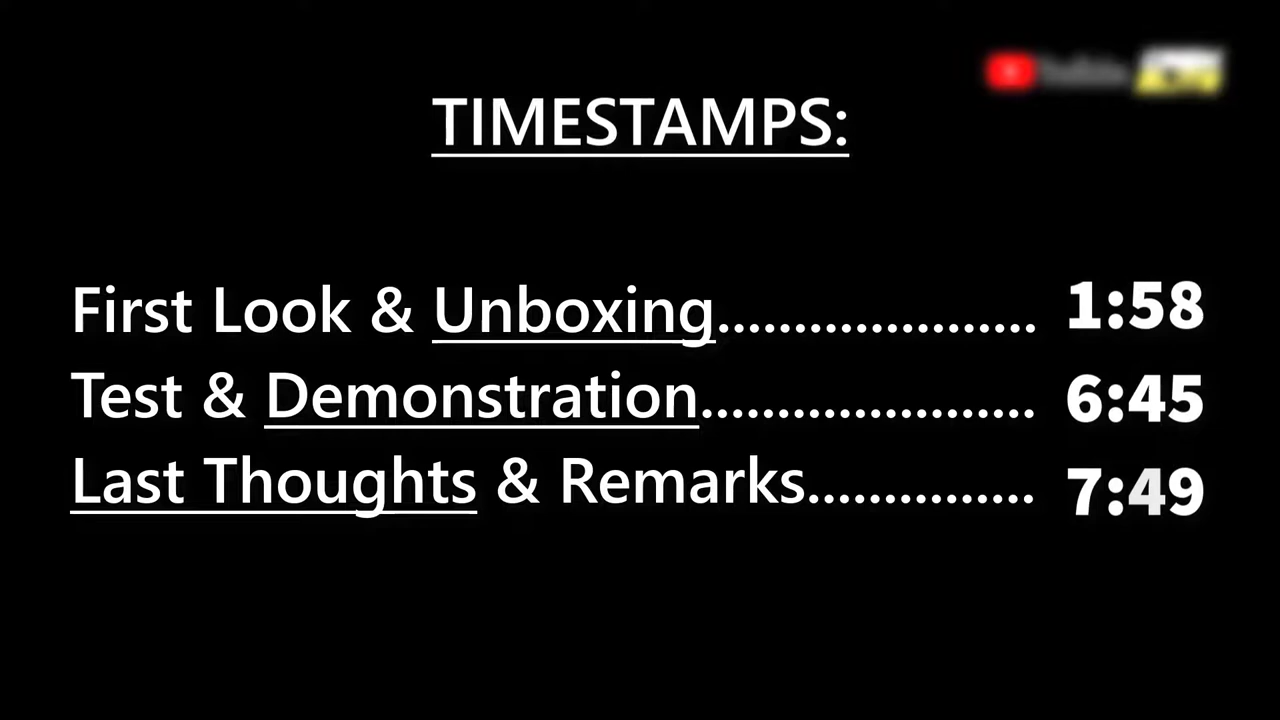 TIMESTAMPS:
First Look & Unboxing..................... 1:58
Test & Demonstration...................... 6:45
Last Thoughts & Remarks............... 7:49